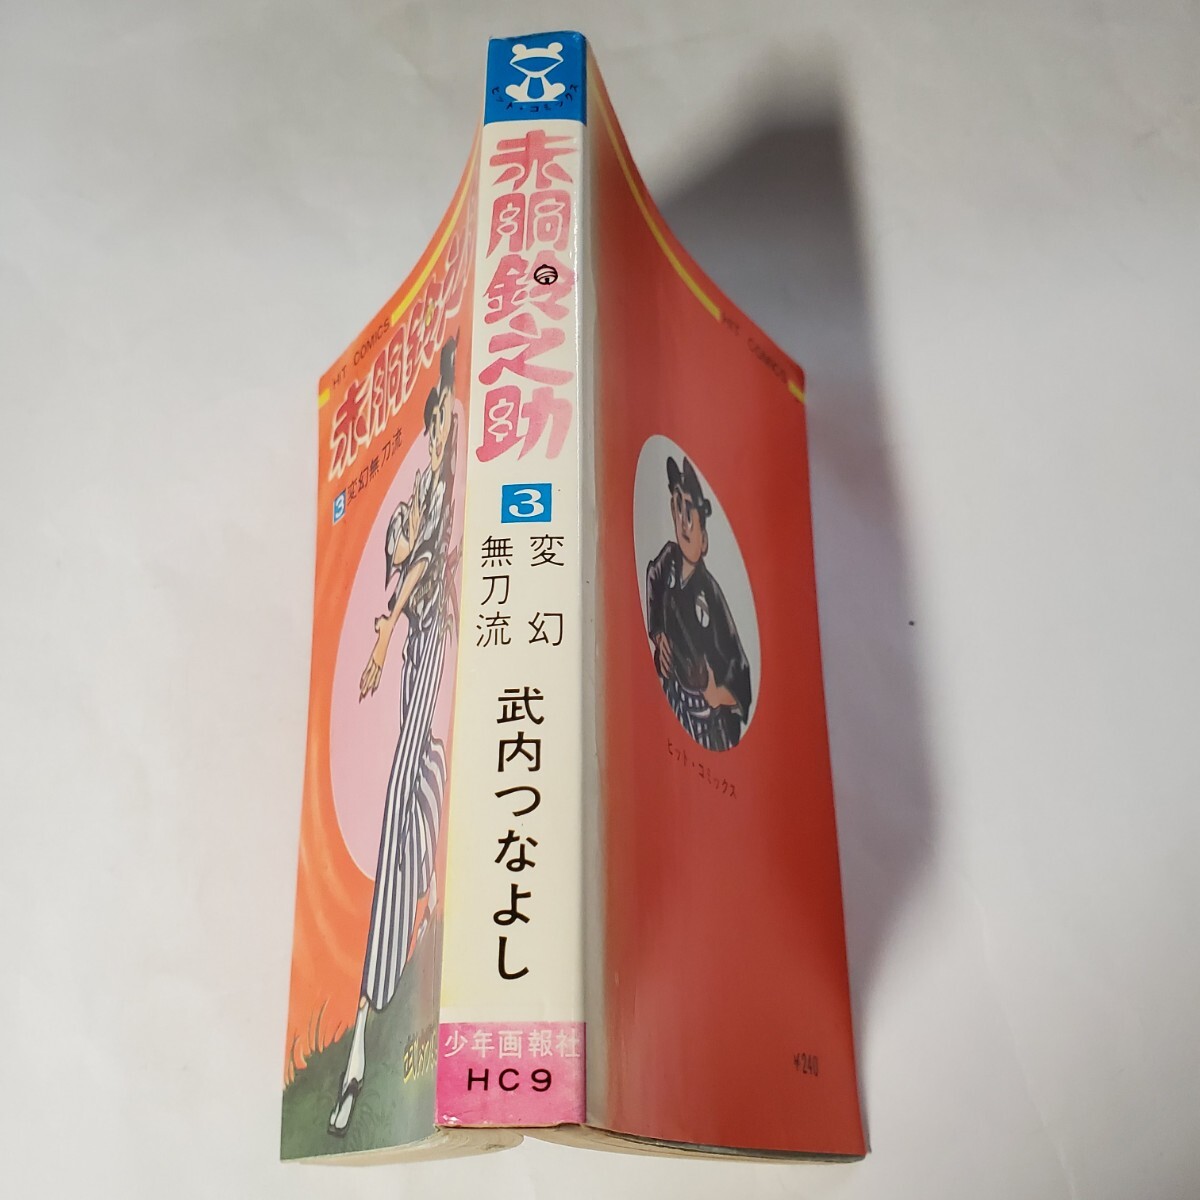 ヒット・コミックス
赤胴鈴之助
3
変幻
無刀流
武内つなよし
少年画報社
HC9
HIT COMICS
赤胴鈴之
3 変幻無刀流
HIT COMICS
ヒット・コミックス
¥240